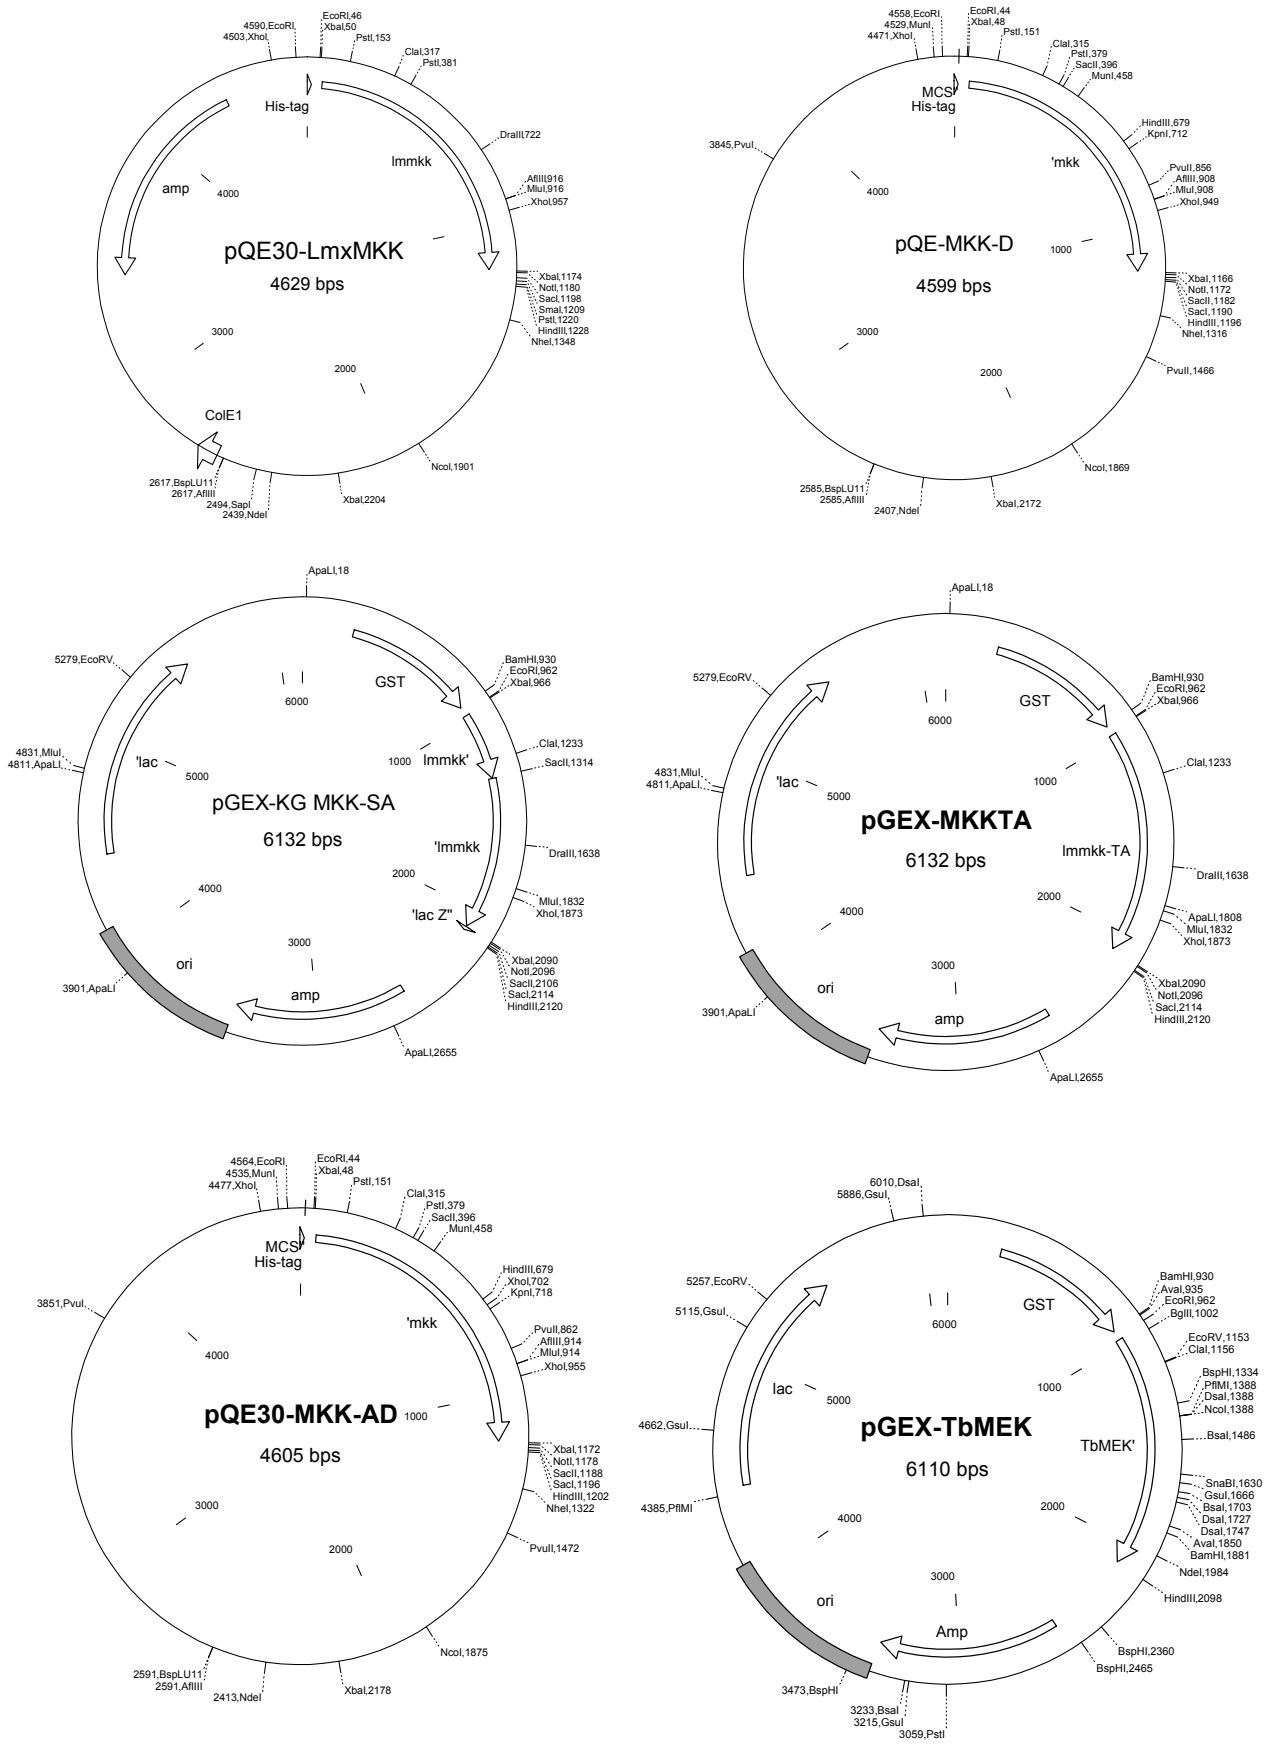 4590,EcoRI
4503,XhoI
EcoRI,46
XbaI,50
PstI,153
ClaI,317
PstI,381
His-tag
DraIII,722
lmmkk
amp
4000
AflIII,916
MluI,916
XhoI,957
pQE30-LmxMKK
4629 bps
XbaI,1174
NotI,1180
SacI,1198
SmaI,1209
PstI,1220
HindIII,1228
NheI,1348
3000
2000
ColE1
NcoI,1901
2617,BspLU11
2617,AflIII
2494,SapI
2439,NdeI
XbaI,2204
4558,EcoRI
4529,MunI
4471,XhoI
EcoRI,44
XbaI,48
PstI,151
ClaI,315
PstI,379
SacII,396
MunI,458
MCS"
His-tag
HindIII,679
KpnI,712
3845,PvuI
'mkk
PvuII,856
AflIII,908
MluI,908
XhoI,949
4000
1000
pQE-MKK-D
4599 bps
XbaI,1166
NotI,1172
SacII,1182
SacI,1190
HindIII,1196
NheI,1316
3000
PvuII,1466
2000
NcoI,1869
2585,BspLU11
2585,AflIII
2407,NdeI
XbaI,2172
ApaLI,18
5279,EcoRV
GST
BamHI,930
EcoRI,962
XbaI,966
6000
ClaI,1233
SacII,1314
4831,MluI
4811,ApaLI
'lac
5000
1000
lmmkk'
pGEX-KG MKK-SA
6132 bps
'lmmkk
DraIII,1638
2000
4000
MluI,1832
XhoI,1873
'lac Z"
3000
XbaI,2090
NotI,2096
SacII,2106
SacI,2114
HindIII,2120
ori
amp
3901,ApaLI
ApaLI,2655
ApaLI,18
5279,EcoRV
GST
BamHI,930
EcoRI,962
XbaI,966
6000
ClaI,1233
1000
4831,MluI
4811,ApaLI
'lac
5000
pGEX-MKKTA
6132 bps
lmmkk-TA
DraIII,1638
2000
4000
ApaLI,1808
MluI,1832
XhoI,1873
3000
XbaI,2090
NotI,2096
SacI,2114
HindIII,2120
ori
amp
3901,ApaLI
ApaLI,2655
4564,EcoRI
4535,MunI
4477,XhoI
EcoRI,44
XbaI,48
PstI,151
ClaI,315
PstI,379
SacII,396
MunI,458
MCS"
His-tag
HindIII,679
XhoI,702
KpnI,718
3851,PvuI
'mkk
PvuII,862
AflIII,914
MluI,914
XhoI,955
4000
pQE30-MKK-AD
1000
4605 bps
XbaI,1172
NotI,1178
SacII,1188
SacI,1196
HindIII,1202
NheI,1322
3000
PvuII,1472
2000
NcoI,1875
2591,BspLU11
2591,AflIII
2413,NdeI
XbaI,2178
6010,DsaI
5886,GsuI
5257,EcoRV
5115,GsuI
GST
BamHI,930
AvaI,935
EcoRI,962
BglII,1002
6000
EcoRV,1153
ClaI,1156
1000
BspHI,1334
PflMI,1388
DsaI,1388
NcoI,1388
lac
5000
4662,GsuI
pGEX-TbMEK
6110 bps
TbMEK'
BsaI,1486
SnaBI,1630
GsuI,1666
BsaI,1703
DsaI,1727
DsaI,1747
AvaI,1850
BamHI,1881
NdeI,1984
HindIII,2098
4385,PflMI
4000
2000
3000
ori
Amp
BspHI,2360
BspHI,2465
3473,BspHI
3233,BsaI
3215,GsuI
3059,PstI